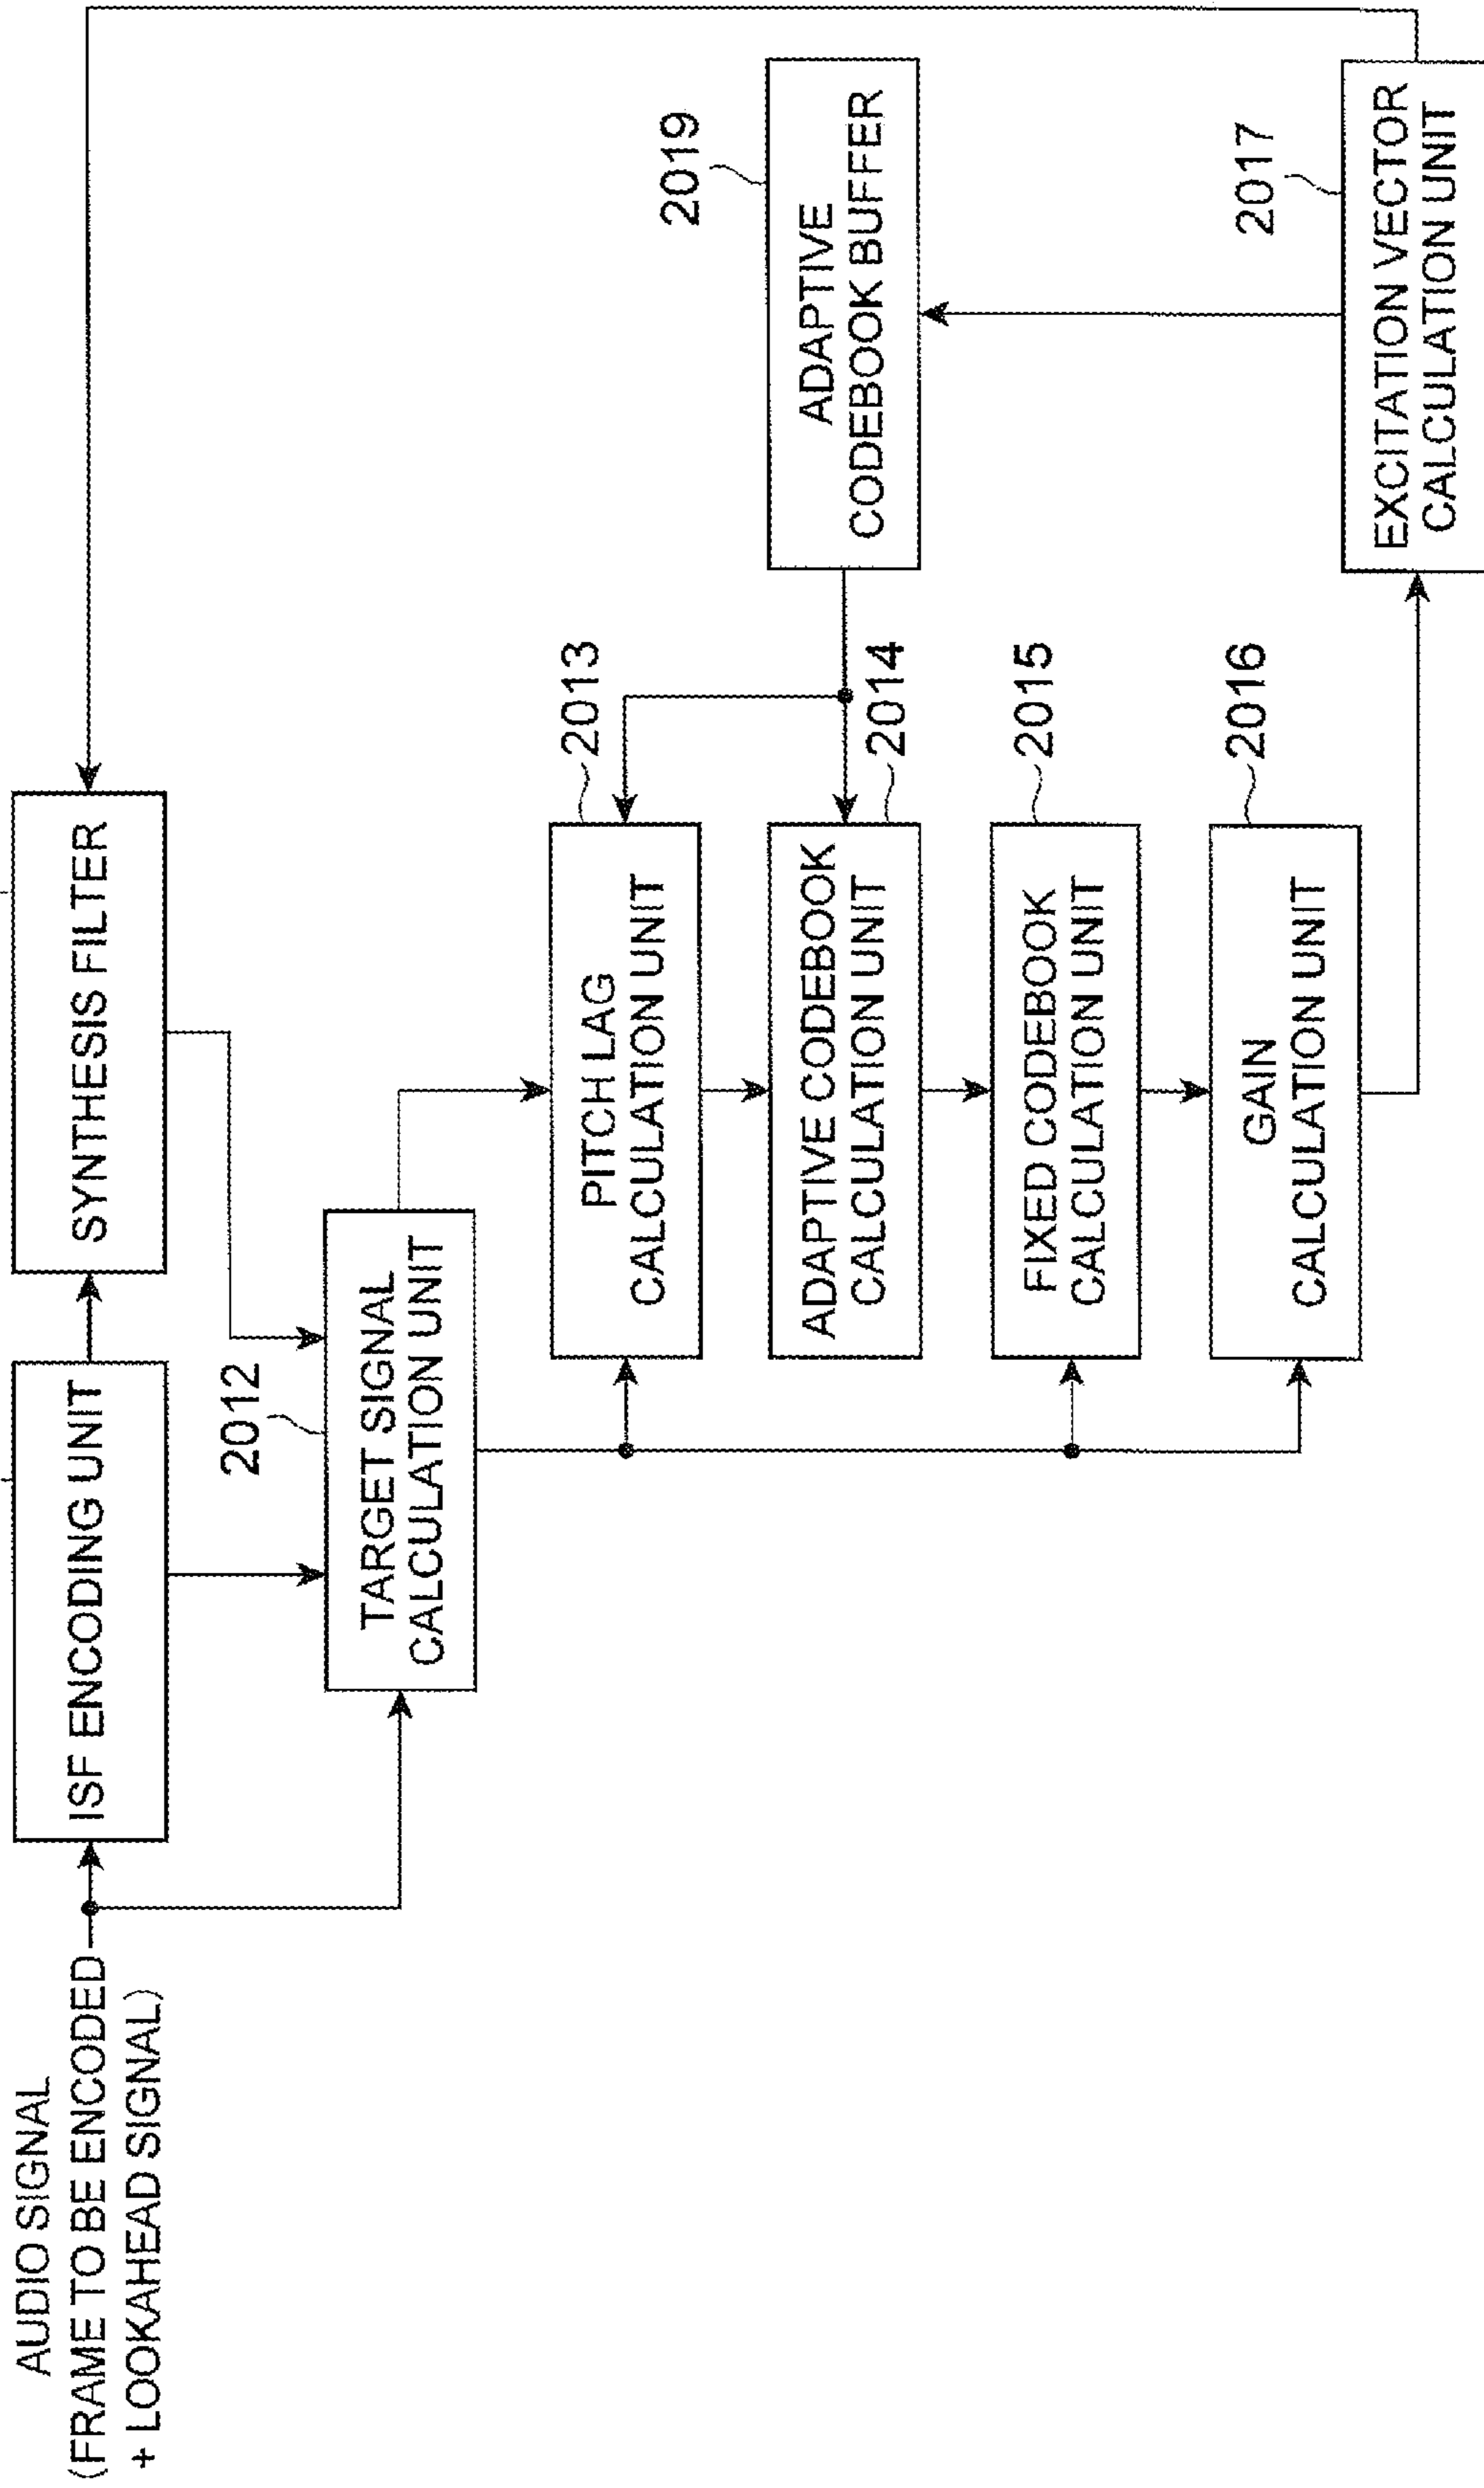 AUDIO SIGNAL
(FRAME TO BE ENCODED
+ LOOKAHEAD SIGNAL)
ISF ENCODING UNIT
SYNTHESIS FILTER
2012
TARGET SIGNAL
CALCULATION UNIT
2013
PITCH LAG
CALCULATION UNIT
2019
ADAPTIVE
CODEBOOK BUFFER
2014
ADAPTIVE CODEBOOK
CALCULATION UNIT
2015
FIXED CODEBOOK
CALCULATION UNIT
2016
GAIN
CALCULATION UNIT
2017
EXCITATION VECTOR
CALCULATION UNIT